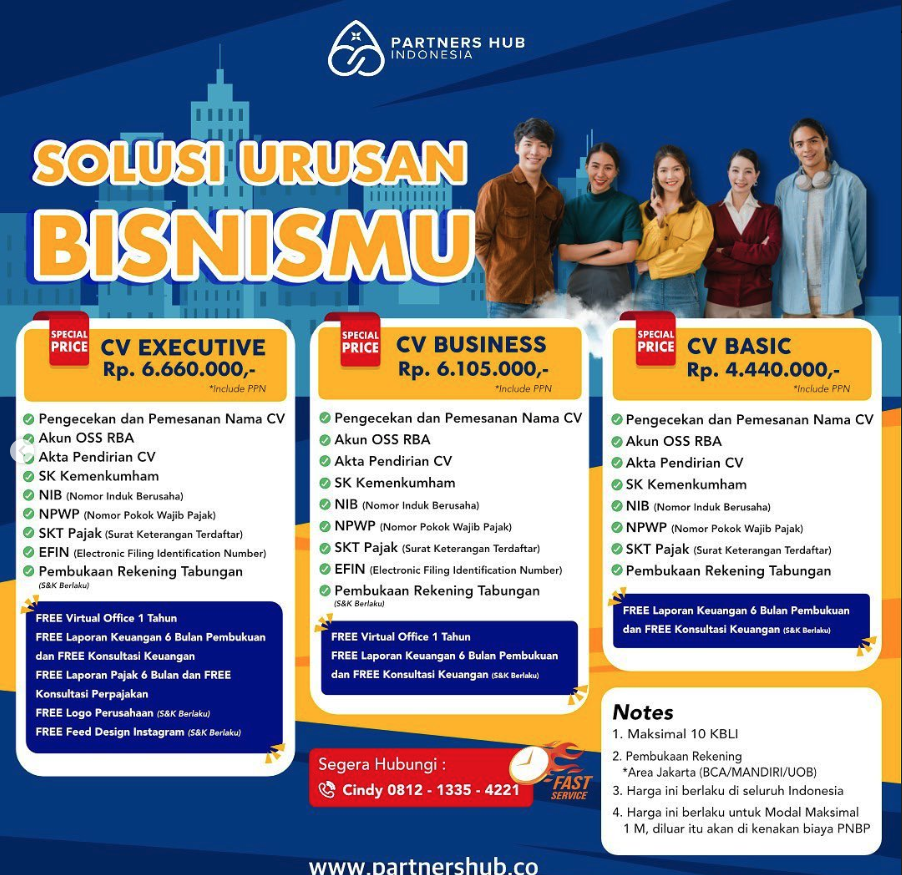 PARTNERS HUB
INDONESIA
SOLUSI URUSAN
BISNISMU
SPECIAL
PRICE
CV EXECUTIVE
Rp. 6.660.000,-
*Include PPN
Pengecekan dan Pemesanan Nama CV
Akun OSS RBA
Akta Pendirian CV
SK Kemenkumham
NIB (Nomor Induk Berusaha)
NPWP (Nomor Pokok Wajib Pajak)
SKT Pajak (Surat Keterangan Terdaftar)
EFIN (Electronic Filing Identification Number)
Pembukaan Rekening Tabungan
(S&K Berlaku)
FREE Virtual Office 1 Tahun
FREE Laporan Keuangan 6 Bulan Pembukuan
dan FREE Konsultasi Keuangan
FREE Laporan Pajak 6 Bulan dan FREE
Konsultasi Perpajakan
FREE Logo Perusahaan (S&K Berlaku)
FREE Feed Design Instagram (S&K Berlaku)
SPECIAL
PRICE
CV BUSINESS
Rp. 6.105.000,-
*Include PPN
Pengecekan dan Pemesanan Nama CV
Akun OSS RBA
Akta Pendirian CV
SK Kemenkumham
NIB (Nomor Induk Berusaha)
NPWP (Nomor Pokok Wajib Pajak)
SKT Pajak (Surat Keterangan Terdaftar)
EFIN (Electronic Filing Identification Number)
Pembukaan Rekening Tabungan
(S&K Berlaku)
FREE Virtual Office 1 Tahun
FREE Laporan Keuangan 6 Bulan Pembukuan
dan FREE Konsultasi Keuangan (S&K Berlaku)
SPECIAL
PRICE
CV BASIC
Rp. 4.440.000,-
*Include PPN
Pengecekan dan Pemesanan Nama CV
Akun OSS RBA
Akta Pendirian CV
SK Kemenkumham
NIB (Nomor Induk Berusaha)
NPWP (Nomor Pokok Wajib Pajak)
SKT Pajak (Surat Keterangan Terdaftar)
Pembukaan Rekening Tabungan
FREE Laporan Keuangan 6 Bulan Pembukuan
dan FREE Konsultasi Keuangan (S&K Berlaku)
Segera Hubungi :
Cindy 0812 - 1335 - 4221
FAST
SERVICE
Notes
1. Maksimal 10 KBLI
2. Pembukaan Rekening
*Area Jakarta (BCA/MANDIRI/UOB)
3. Harga ini berlaku di seluruh Indonesia
4. Harga ini berlaku untuk Modal Maksimal
1 M, diluar itu akan di kenakan biaya PNBP
www.partnershub.co